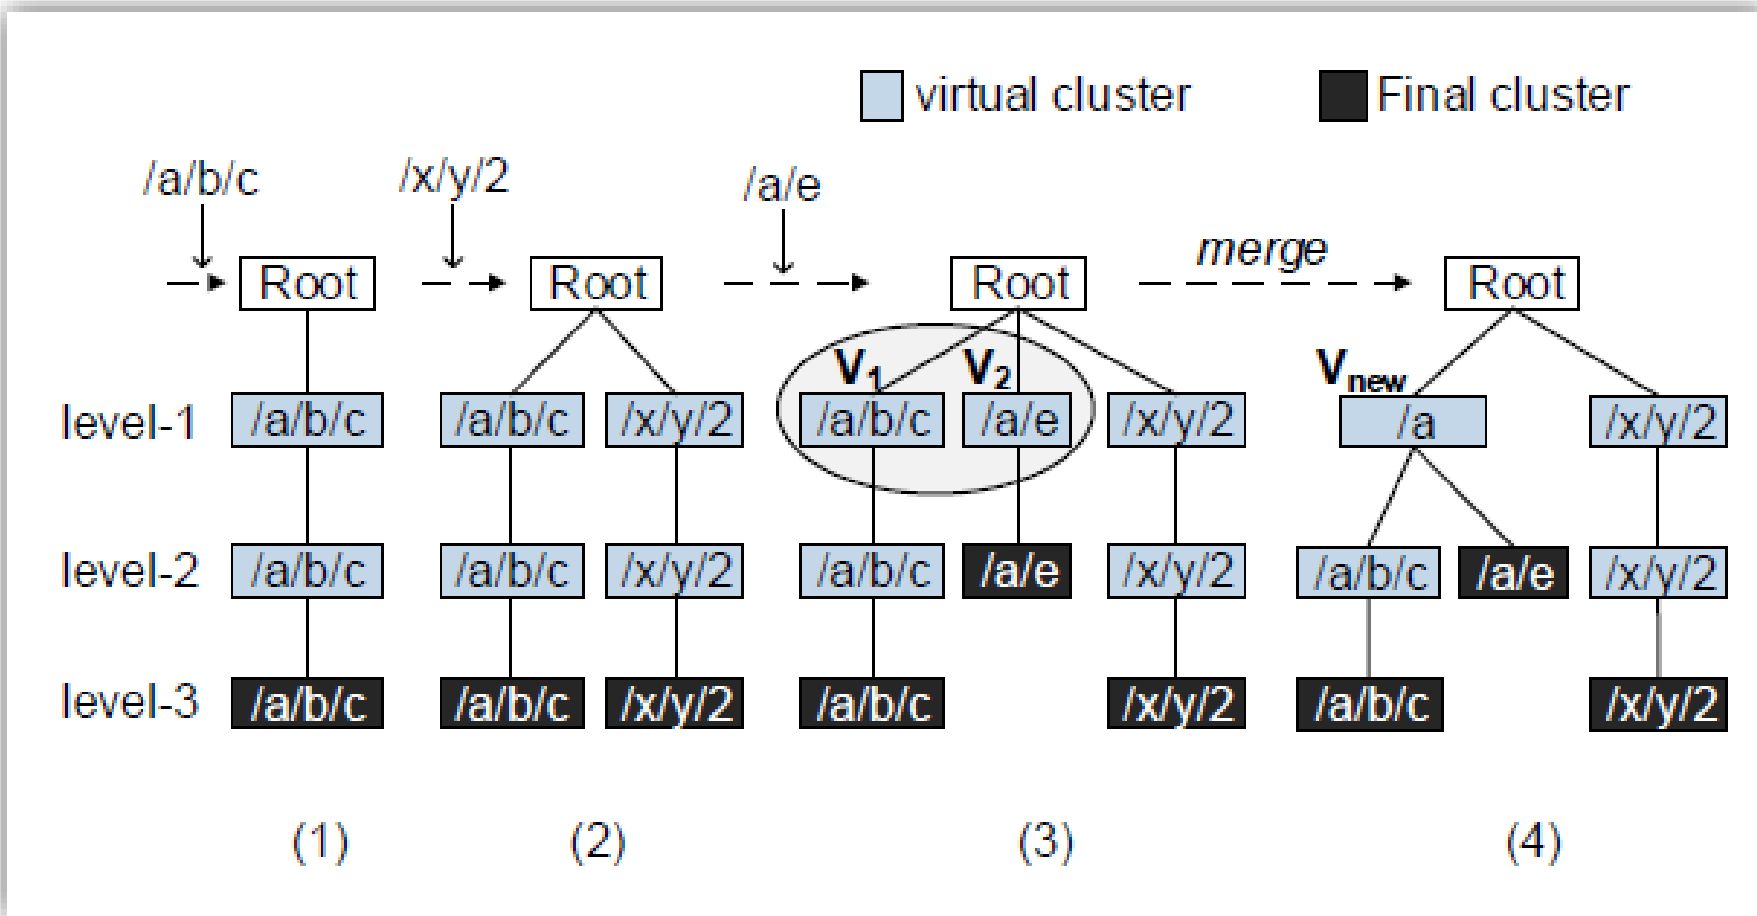 virtual cluster Final cluster
/a/b/c /x/y/2 /a/e
merge
Root Root Root Root
V1 V2 Vnew
level-1 /a/b/c /a/b/c /x/y/2 /a/b/c /a/e /x/y/2 /a /x/y/2
level-2 /a/b/c /a/b/c /x/y/2 /a/b/c /a/e /x/y/2 /a/b/c /a/e /x/y/2
level-3 /a/b/c /a/b/c /x/y/2 /a/b/c /x/y/2 /a/b/c /x/y/2
(1) (2) (3) (4)